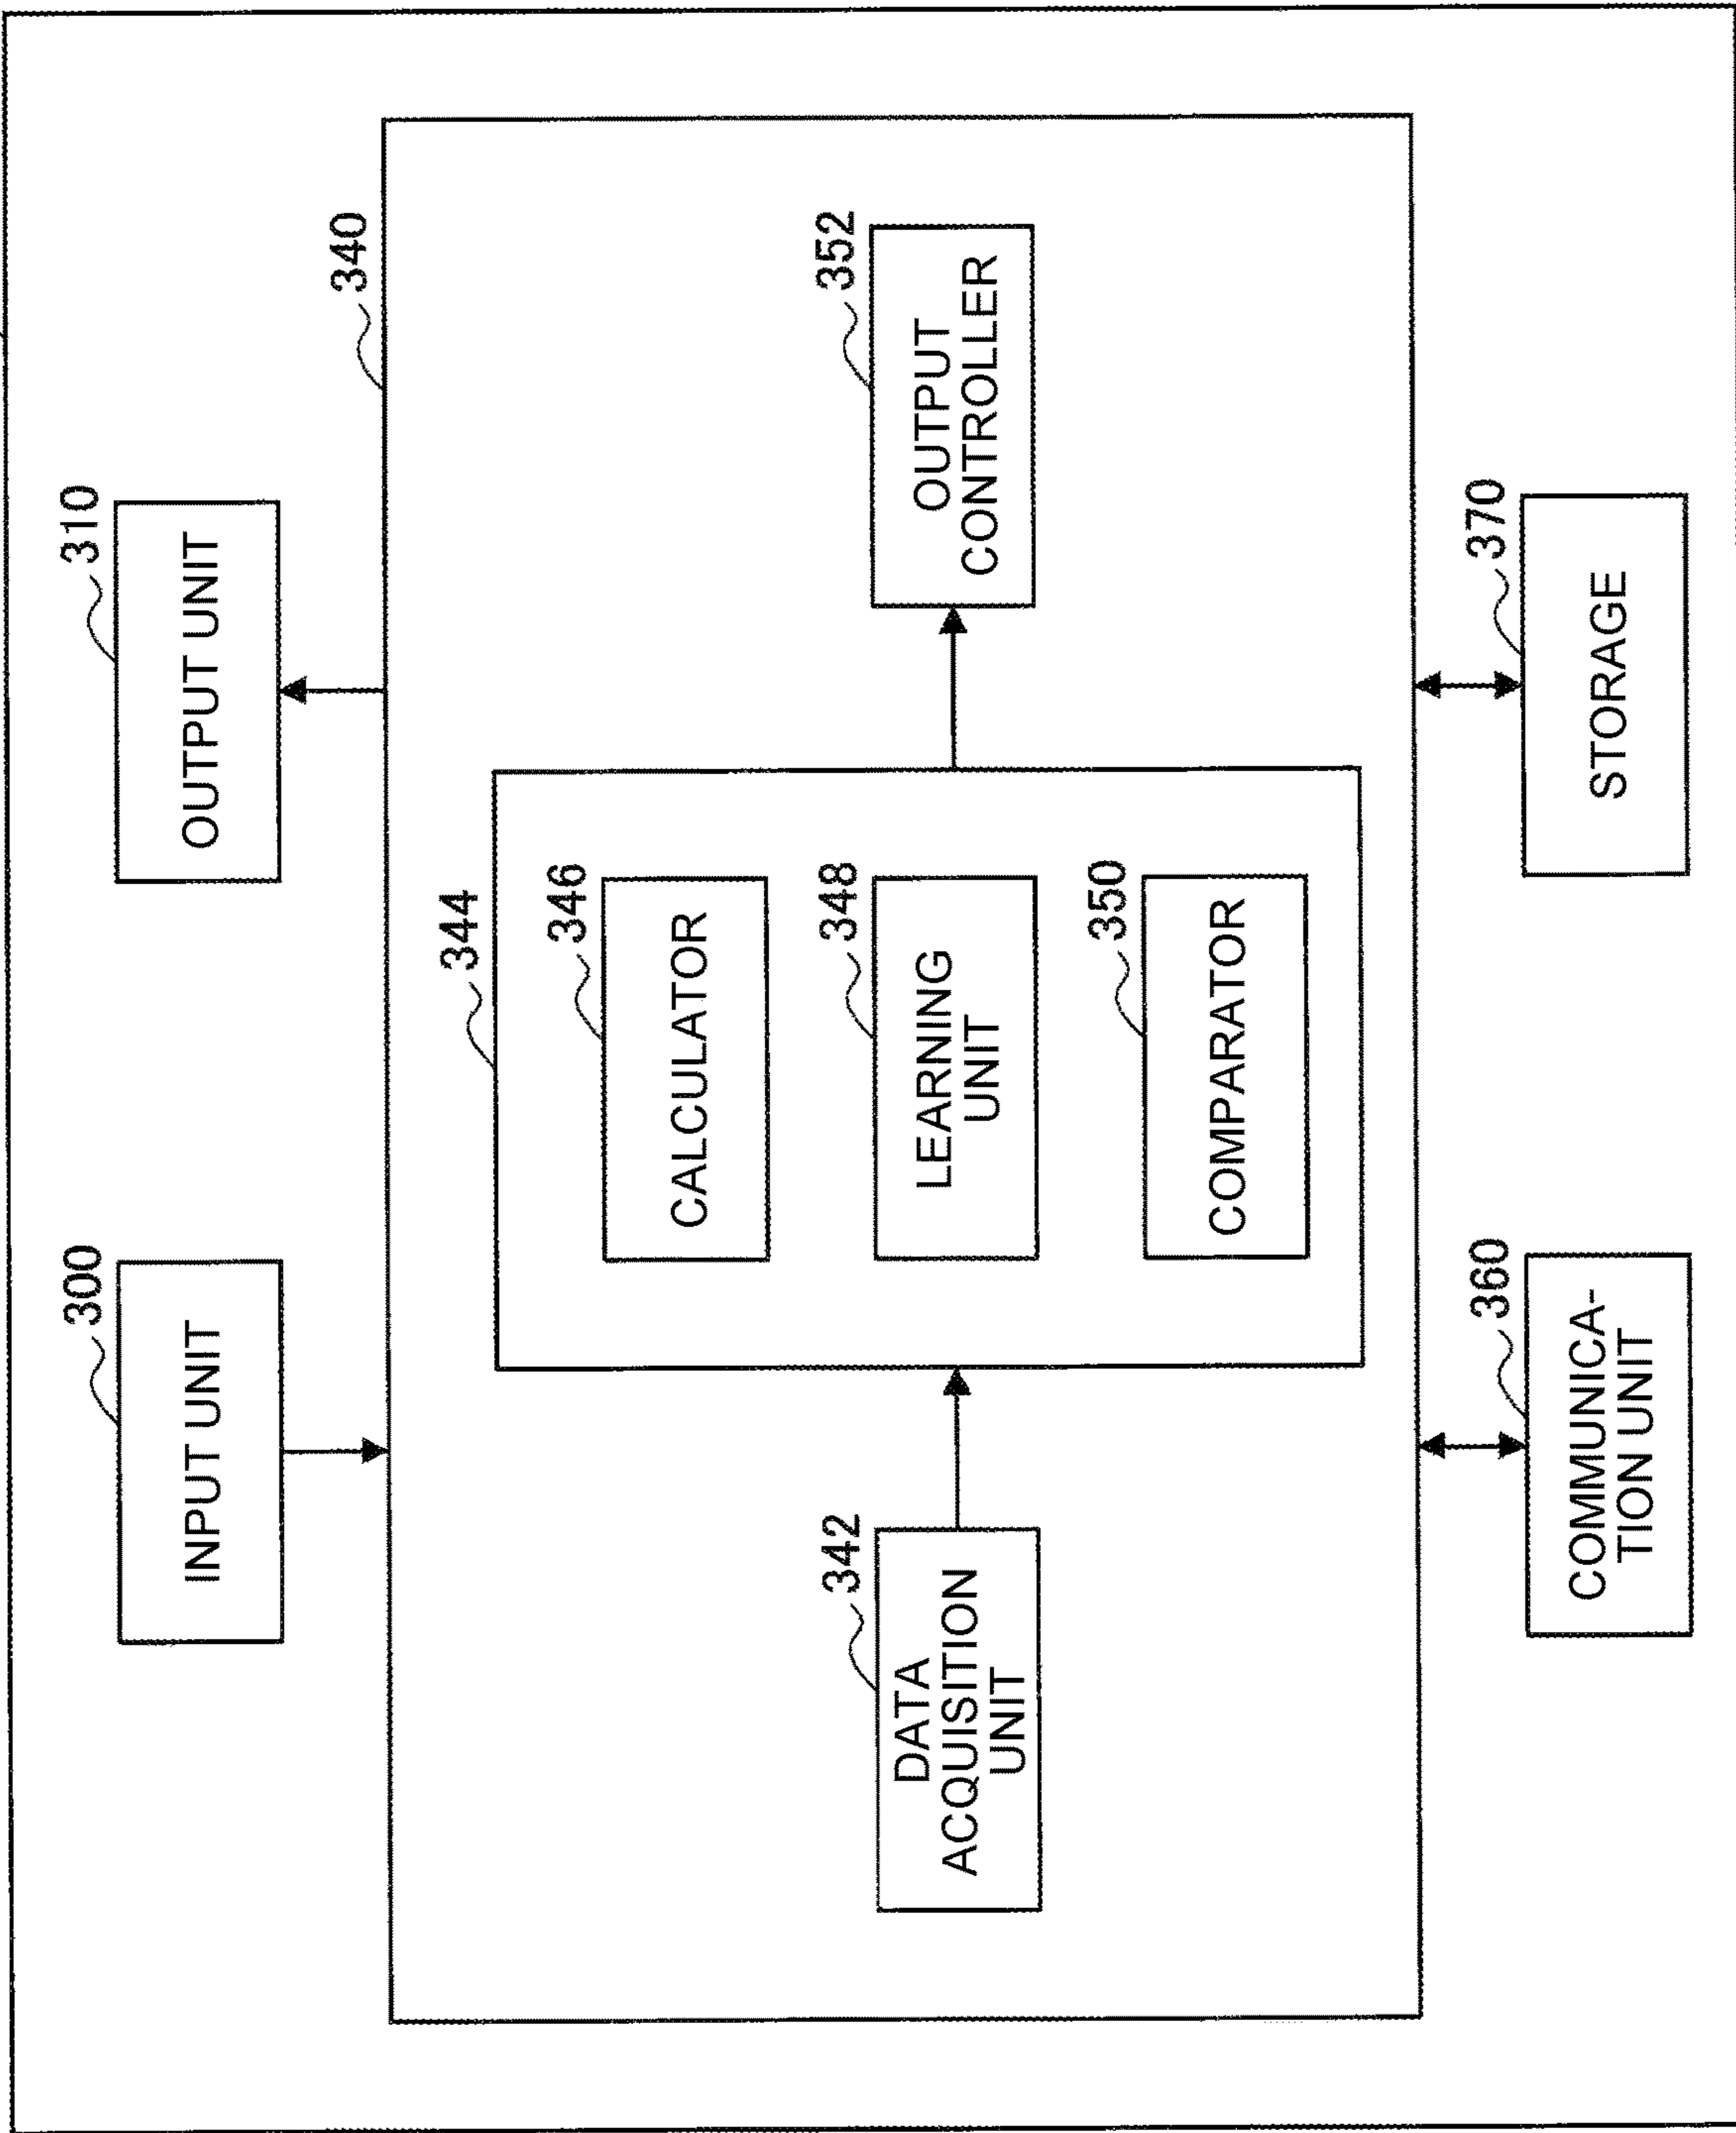 300
INPUT UNIT
310
OUTPUT UNIT
340
344
346
CALCULATOR
342
DATA
ACQUISITION
UNIT
348
LEARNING
UNIT
352
OUTPUT
CONTROLLER
350
COMPARATOR
360
COMMUNICA-
TION UNIT
370
STORAGE